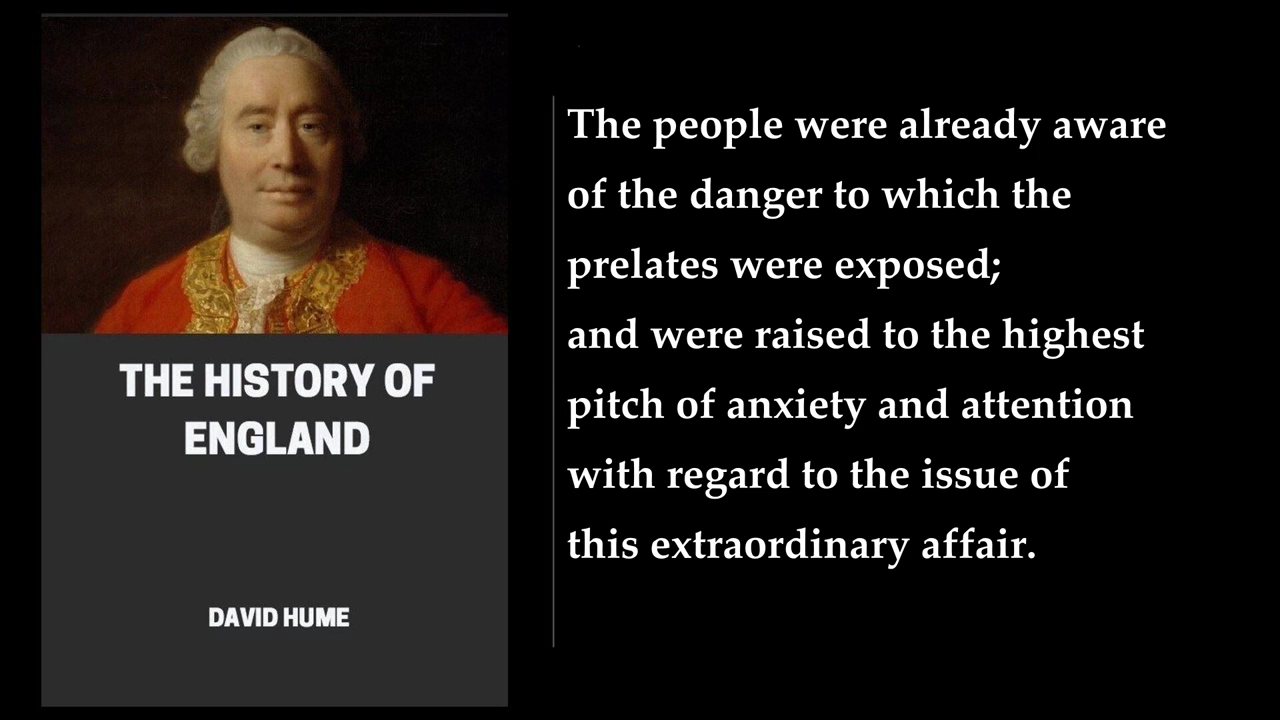 THE HISTORY OF
ENGLAND
DAVID HUME
The people were already aware
of the danger to which the
prelates were exposed;
and were raised to the highest
pitch of anxiety and attention
with regard to the issue of
this extraordinary affair.